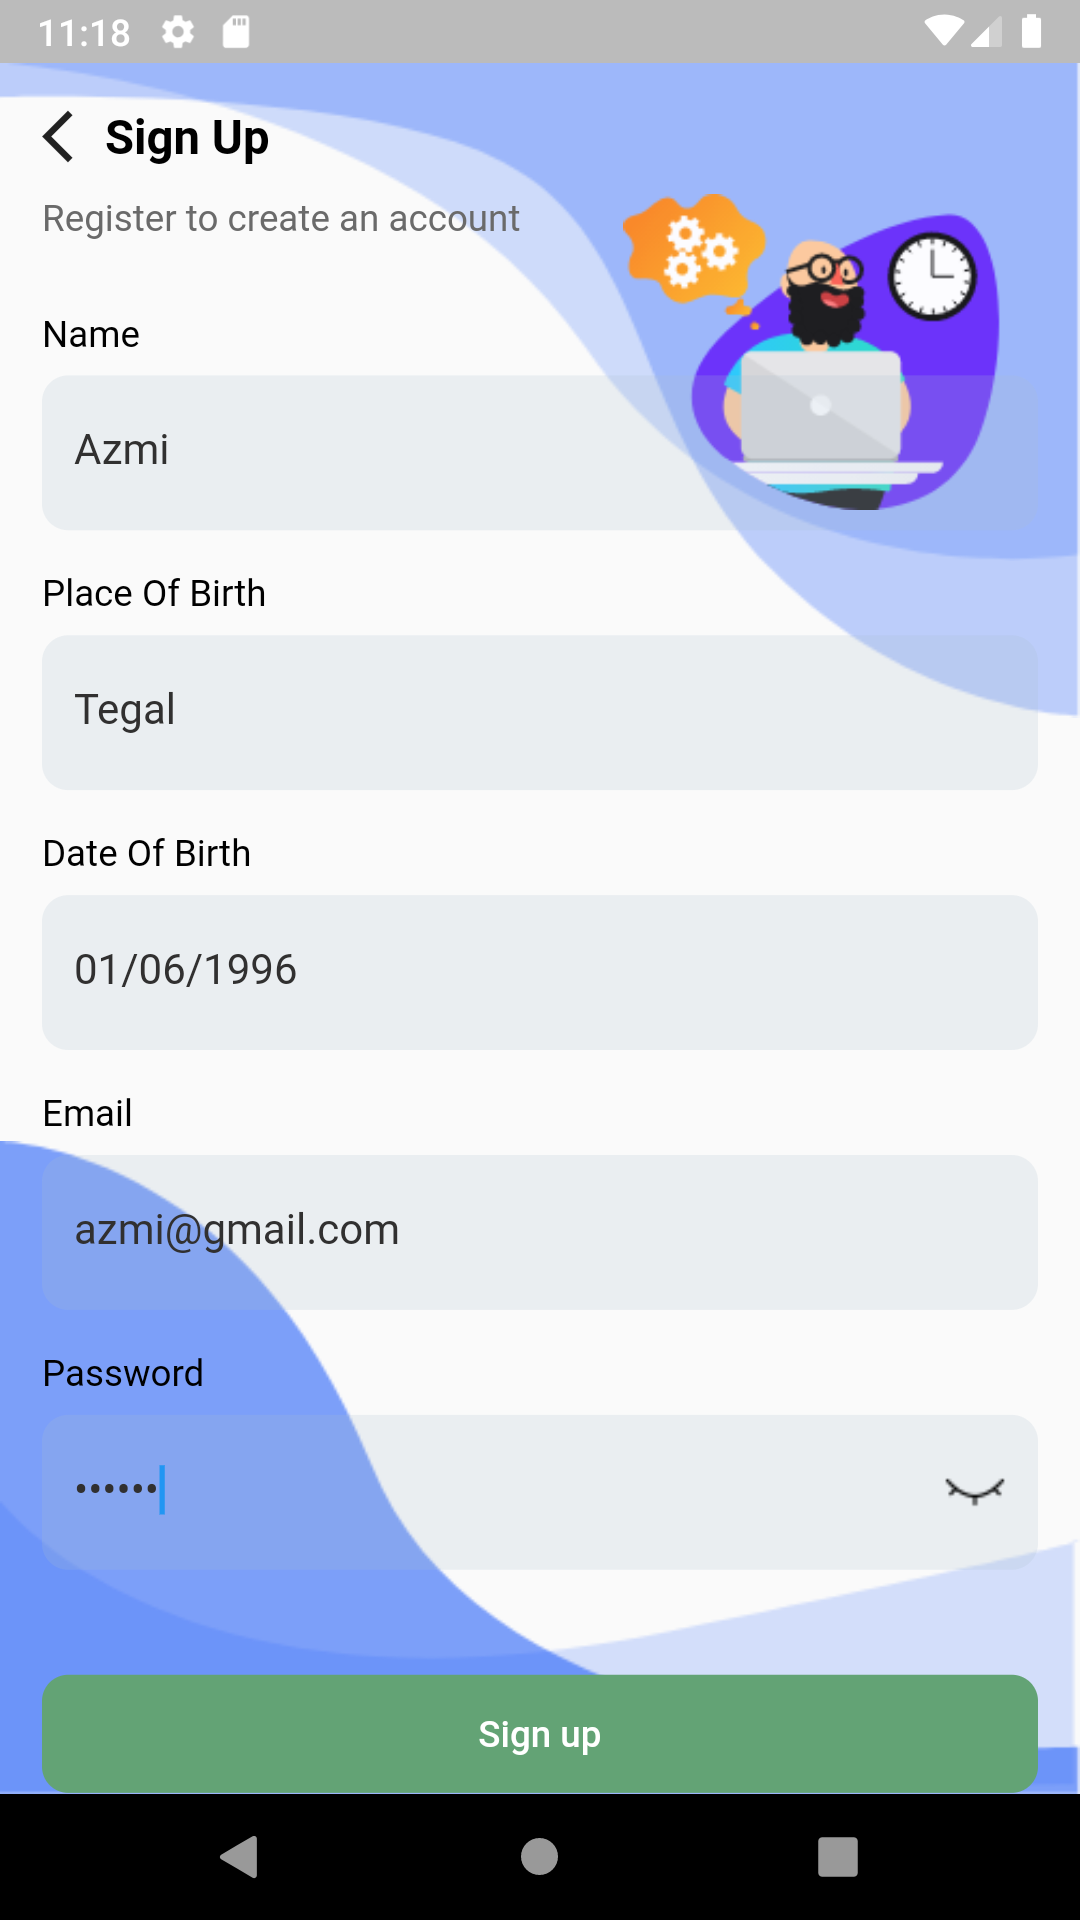 11:18
Sign Up
Register to create an account
Name
Azmi
Place Of Birth
Tegal
Date Of Birth
01/06/1996
Email
azmi@gmail.com
Password
••••••
Sign up